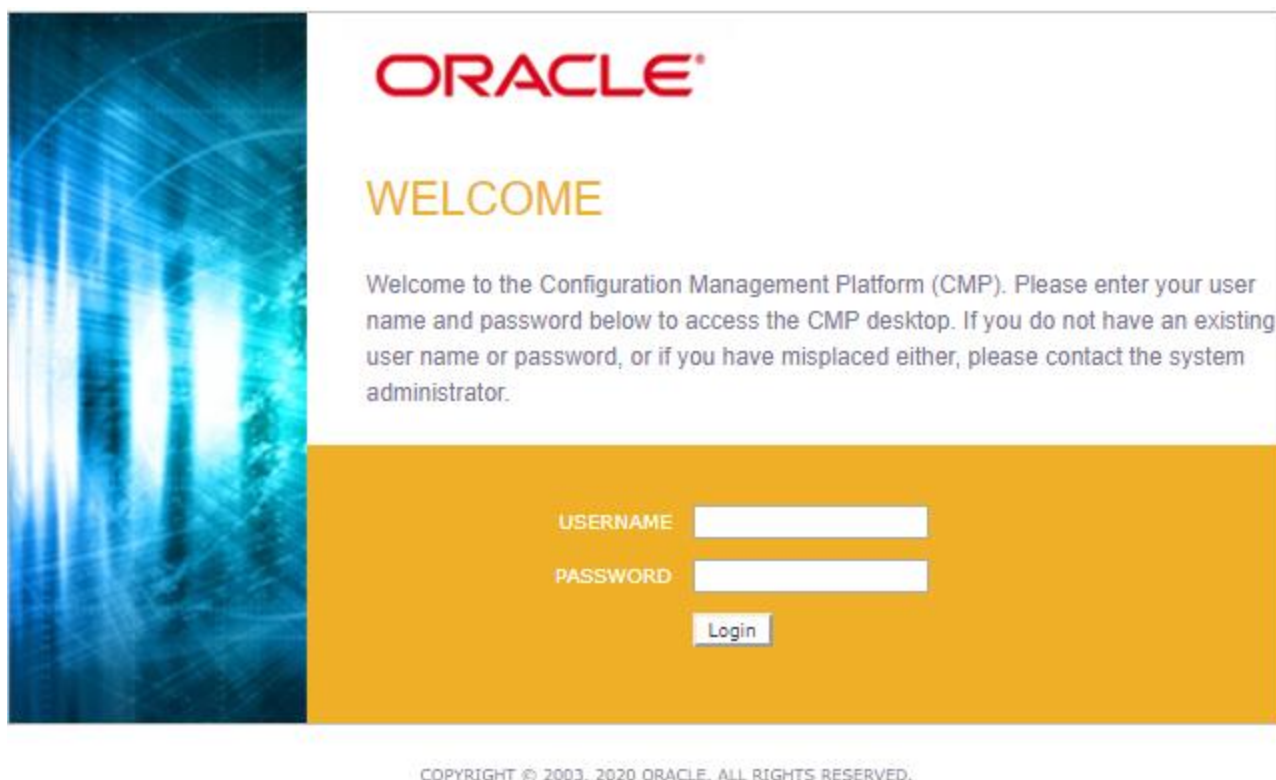 ORACLE®
WELCOME
Welcome to the Configuration Management Platform (CMP). Please enter your user
name and password below to access the CMP desktop. If you do not have an existing
user name or password, or if you have misplaced either, please contact the system
administrator.
USERNAME
PASSWORD
Login
COPYRIGHT © 2003, 2020 ORACLE. ALL RIGHTS RESERVED.